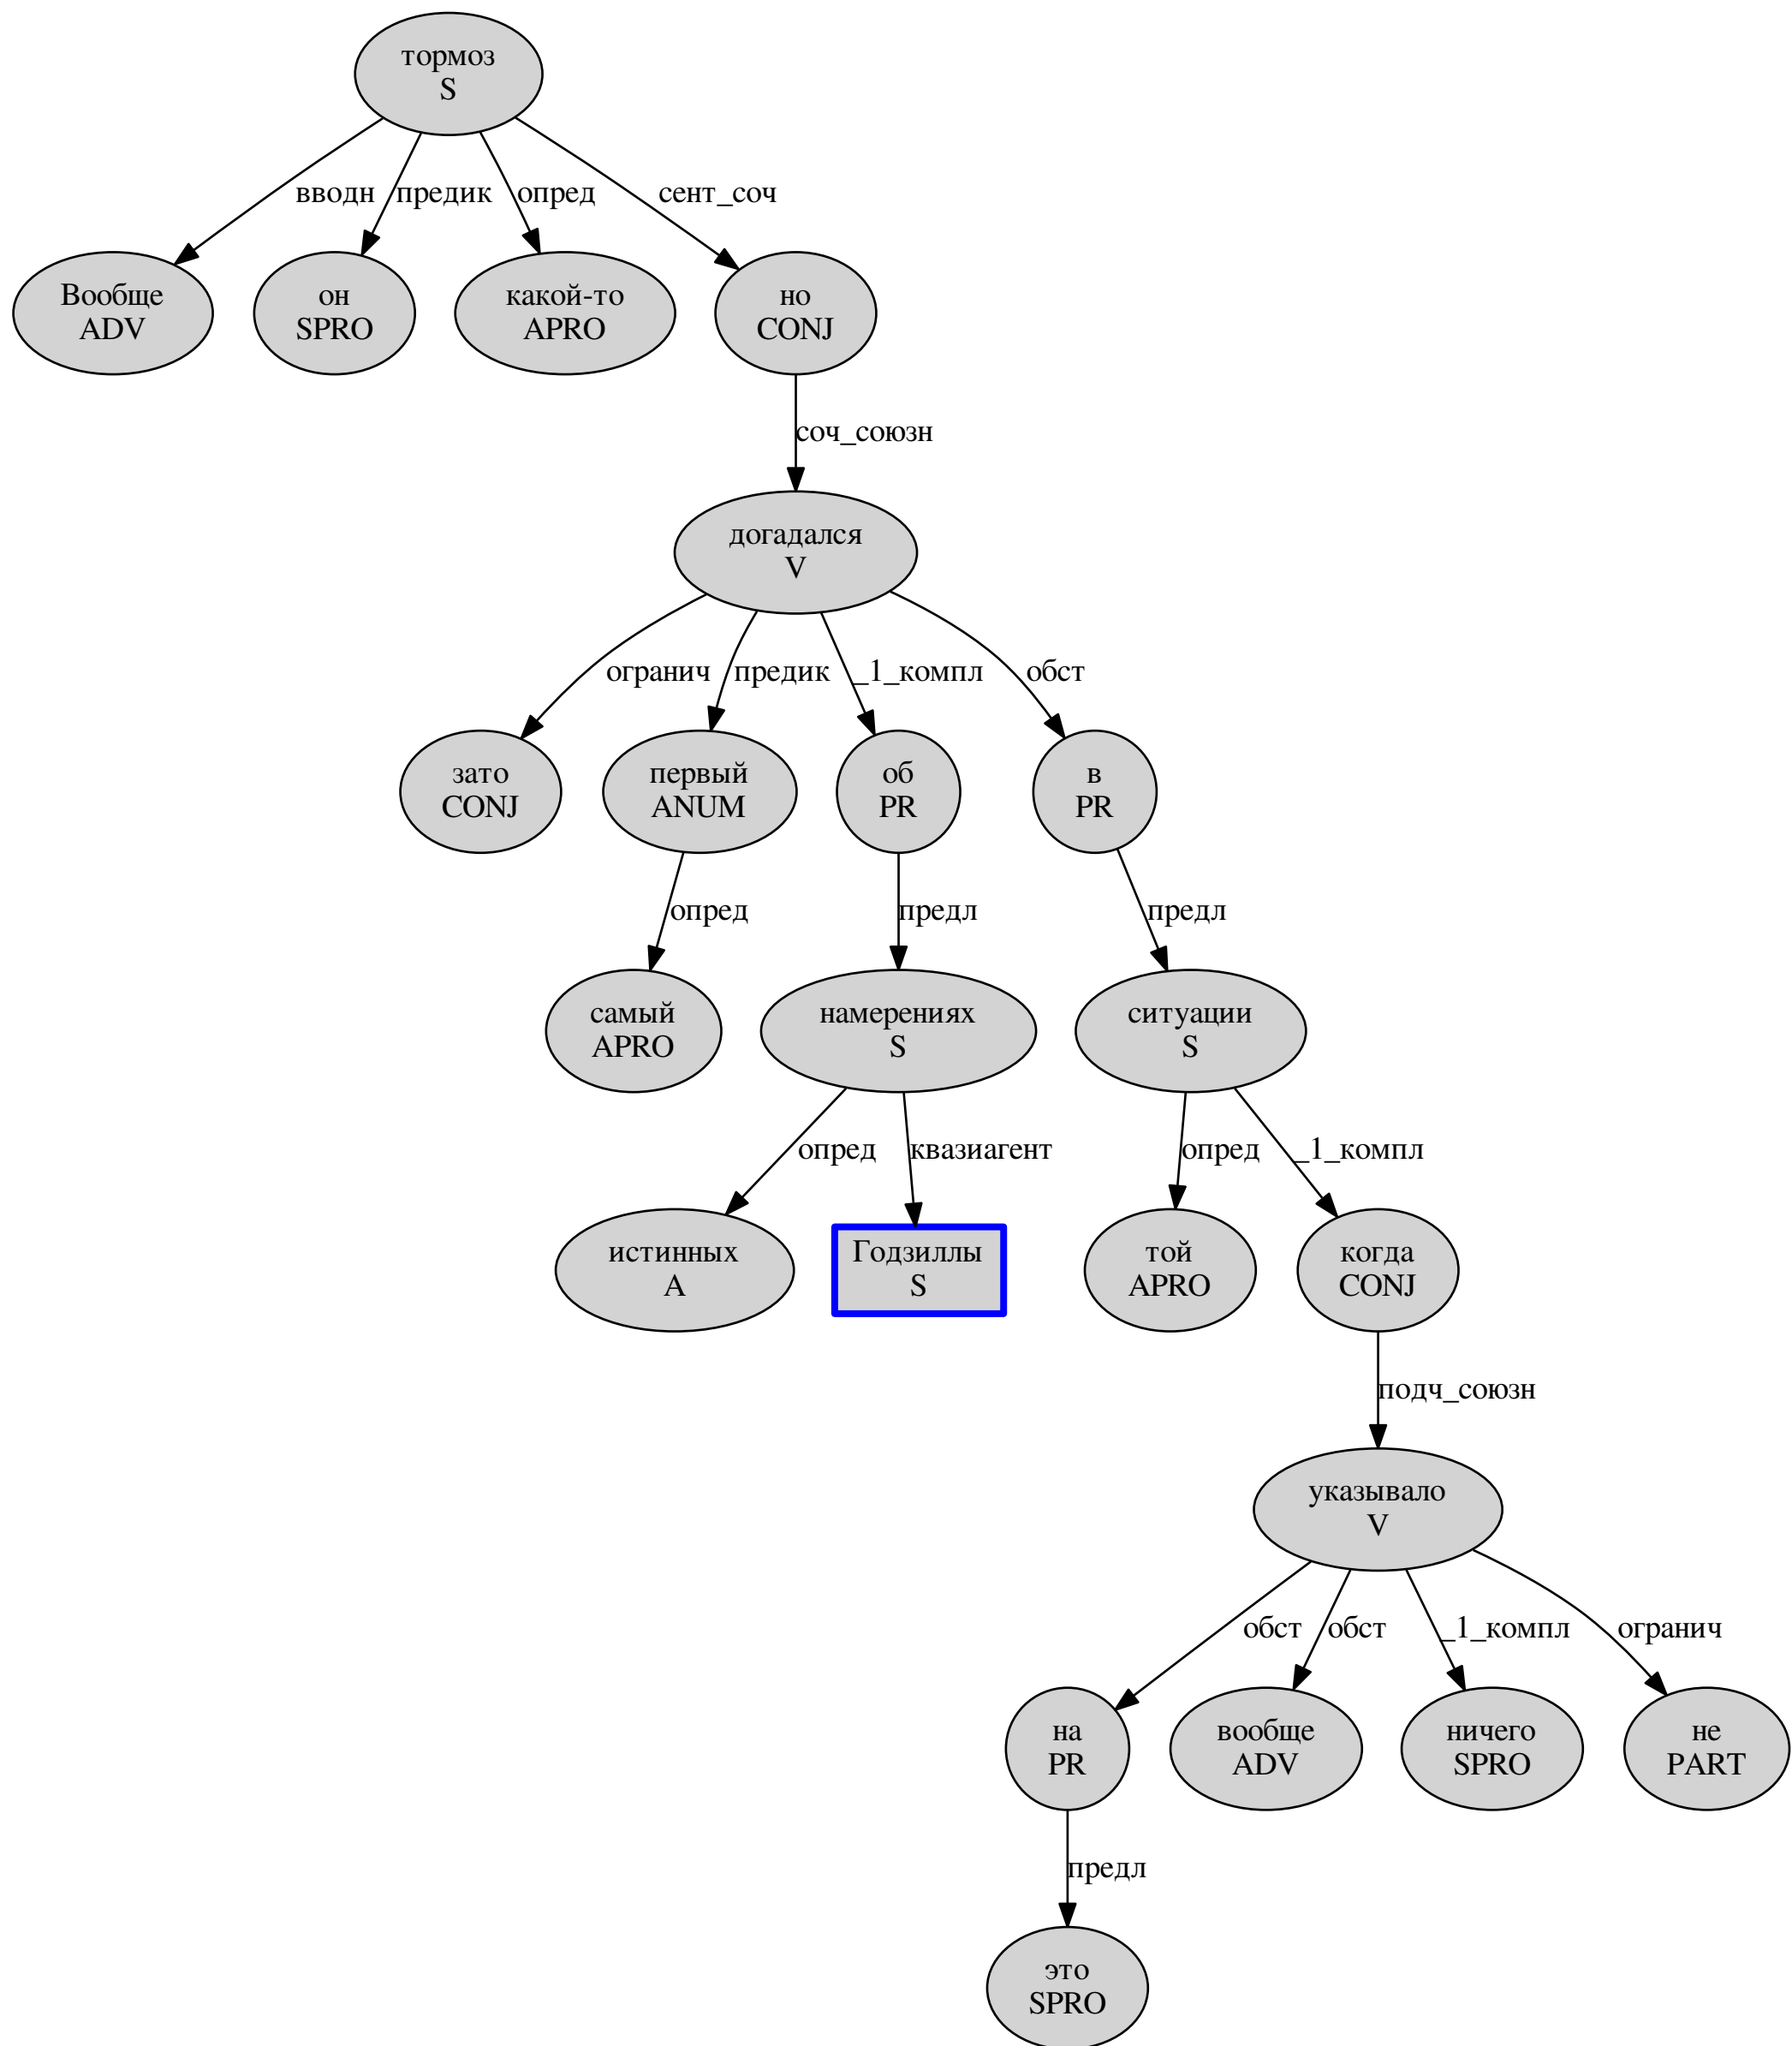 тормоз
S
вводн
предик
опред
сент_соч
Вообще
ADV
он
SPRO
какой-то
APRO
но
CONJ
соч_союзн
догадался
V
огранич
предик
_1_компл
обст
зато
CONJ
первый
ANUM
об
PR
в
PR
опред
предл
предл
самый
APRO
намерениях
S
ситуации
S
опред
квазиагент
опред
_1_компл
истинных
A
Годзиллы
S
той
APRO
когда
CONJ
подч_союзн
указывало
V
обст
обст
_1_компл
огранич
на
PR
вообще
ADV
ничего
SPRO
не
PART
предл
это
SPRO